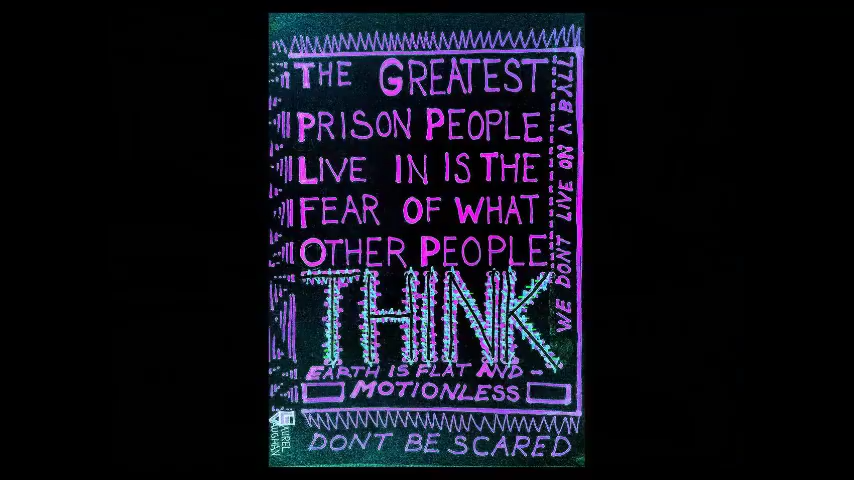 THE GREATEST
PRISON PEOPLE
LIVE IN IS THE
FEAR OF WHAT
OTHER PEOPLE
THINK
EARTH IS FLAT AND -
MOTIONLESS
DONT BE SCARED
WE DONT LIVE ON A BALL